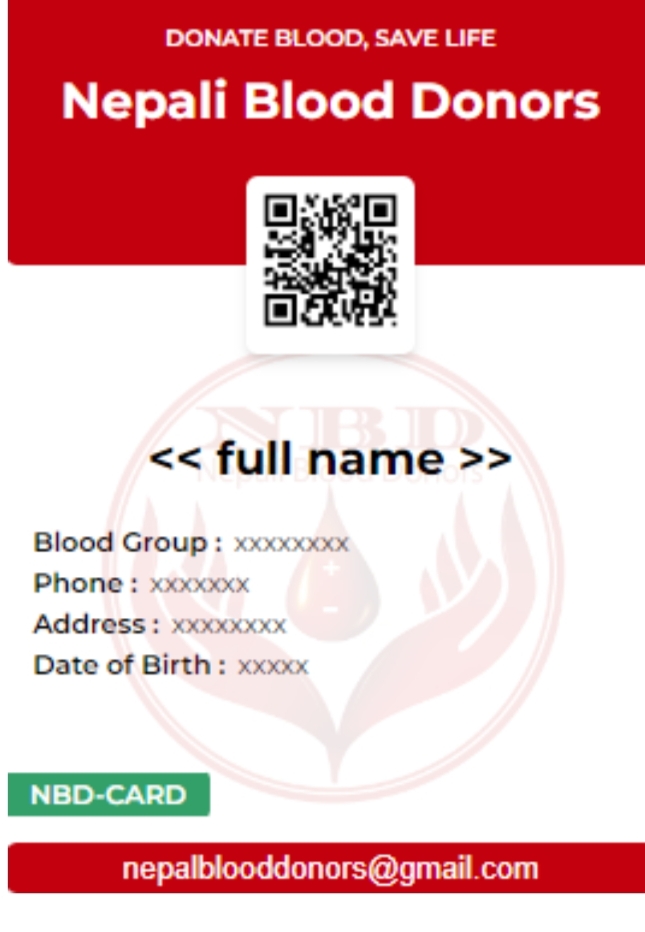 DONATE BLOOD, SAVE LIFE
Nepali Blood Donors
NBD
<< full name >>
Nepali Blood Donors
Blood Group : xxxxxxxx
Phone : xxxxxxx
Address : xxxxxxxx
Date of Birth : xxxxx
NBD-CARD
nepalblooddonors@gmail.com